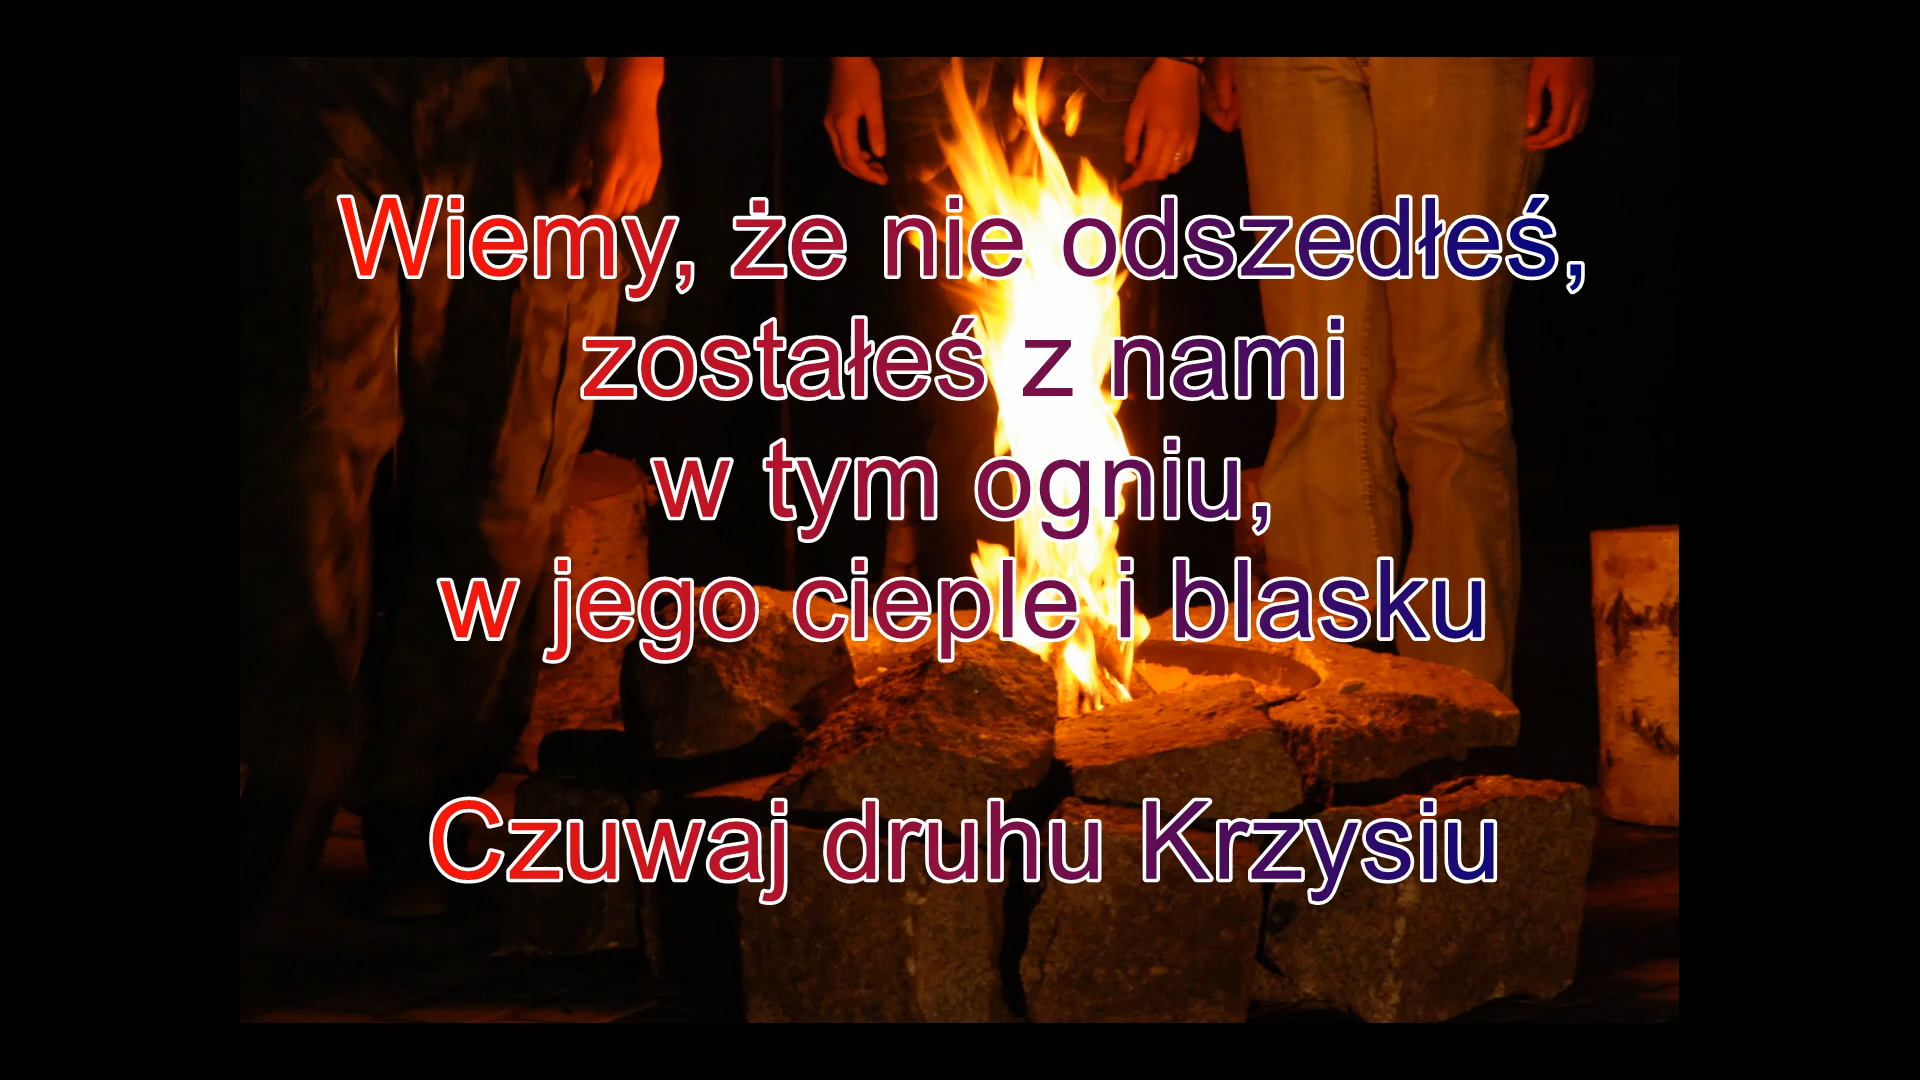 Wiemy, że nie odszedłeś,
zostałeś z nami
w tym ogniu,
w jego cieple i blasku
Czuwaj druhu Krzysiu